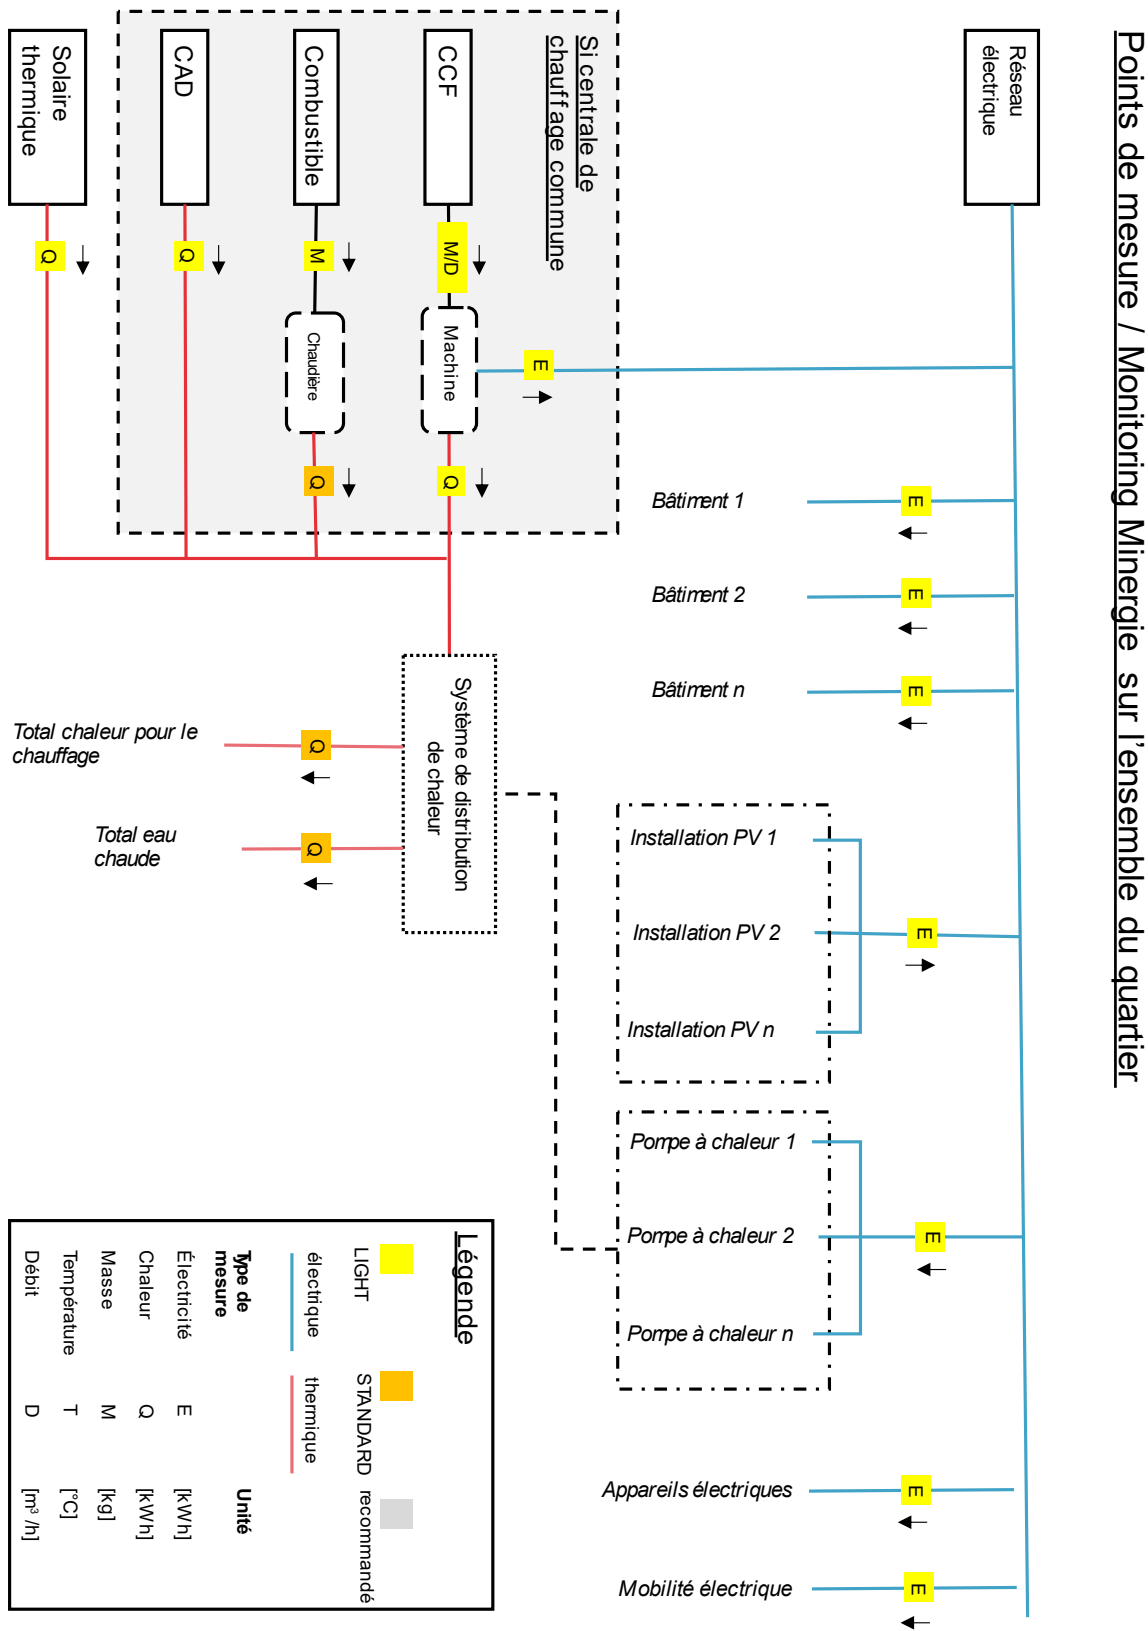 Points de mesure / Monitoring Minergie sur l'ensemble du quartier
Réseau
électrique
Si centrale de
chauffage commune
CCF
Combustible
CAD
Solaire
thermique
M/D
M
Q
Q
Machine
Chaudière
E
Q
Q
Bâtiment 1
E
Bâtiment 2
E
Bâtiment n
E
Système de distribution
de chaleur
Total chaleur pour le
chauffage
Q
Total eau
chaude
Q
Installation PV 1
Installation PV 2
Installation PV n
E
Pompe à chaleur 1
Pompe à chaleur 2
Pompe à chaleur n
E
Appareils électriques
E
Mobilité électrique
E
Légende
LIGHT
STANDARD
recommandé
électrique
thermique
Type de
mesure
Unité
Électricité E [kWh]
Chaleur Q [kWh]
Masse M [kg]
Température T [°C]
Débit D [m³ /h]